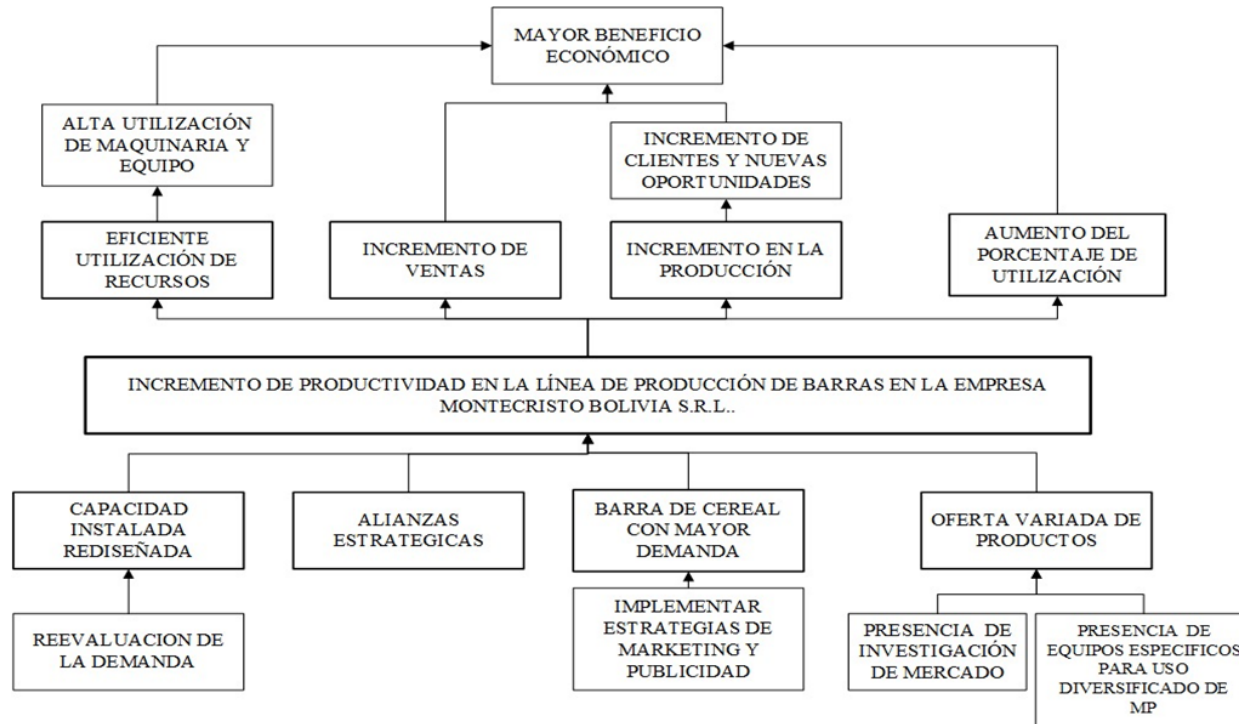 MAYOR BENEFICIO
ECONÓMICO
ALTA UTILIZACIÓN
DE MAQUINARIA Y
EQUIPO
INCREMENTO DE
CLIENTES Y NUEVAS
OPORTUNIDADES
EFICIENTE
UTILIZACIÓN DE
RECURSOS
INCREMENTO DE
VENTAS
INCREMENTO EN LA
PRODUCCIÓN
AUMENTO DEL
PORCENTAJE DE
UTILIZACIÓN
INCREMENTO DE PRODUCTIVIDAD EN LA LÍNEA DE PRODUCCIÓN DE BARRAS EN LA EMPRESA
MONTECRISTO BOLIVIA S.R.L..
CAPACIDAD
INSTALADA
REDISEÑADA
ALIANZAS
ESTRATEGICAS
BARRA DE CEREAL
CON MAYOR
DEMANDA
OFERTA VARIADA DE
PRODUCTOS
REEVALUACION DE
LA DEMANDA
IMPLEMENTAR
ESTRATEGIAS DE
MARKETING Y
PUBLICIDAD
PRESENCIA DE
INVESTIGACIÓN
DE MERCADO
PRESENCIA DE
EQUIPOS ESPECIFICOS
PARA USO
DIVERSIFICADO DE
MP